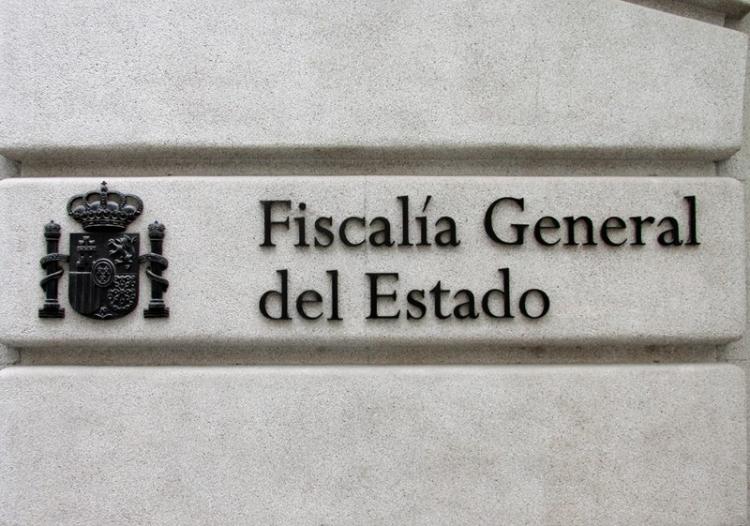 Fiscalía General
del Estado